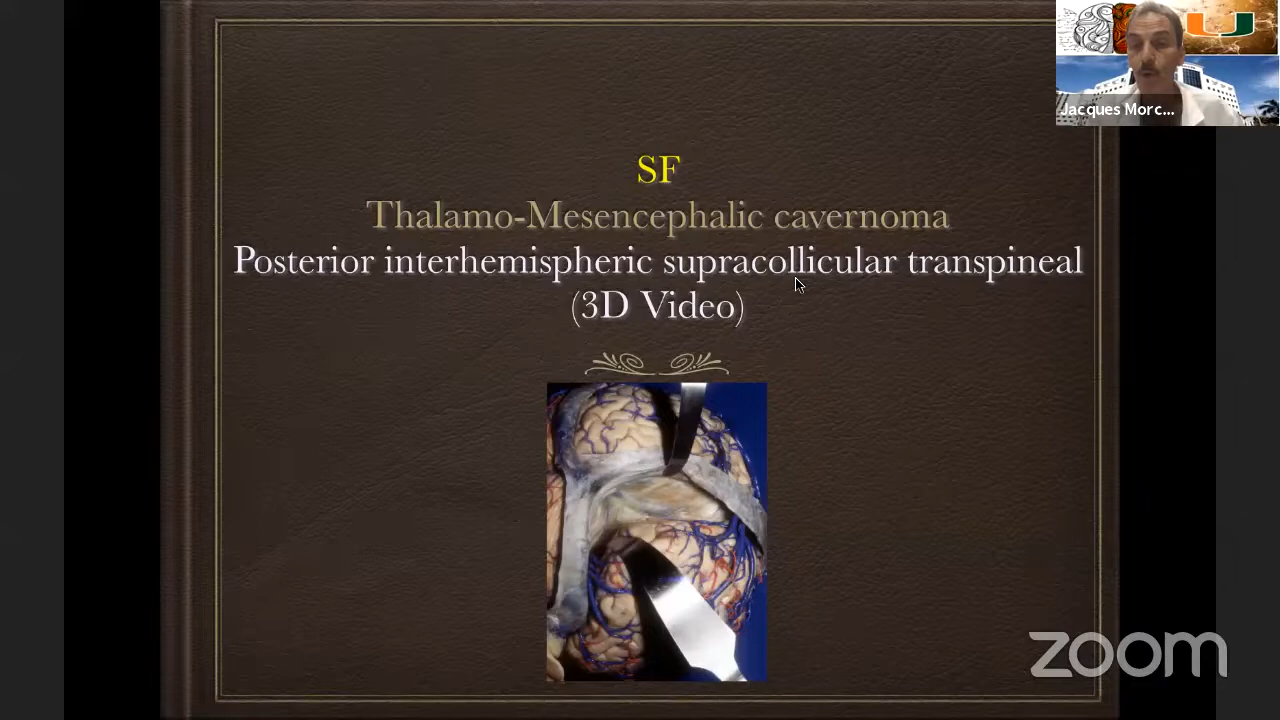 SF
Thalamo-Mesencephalic cavernoma
Posterior interhemispheric supracollicular transpineal
(3D Video)
Jacques Morc...
zoom